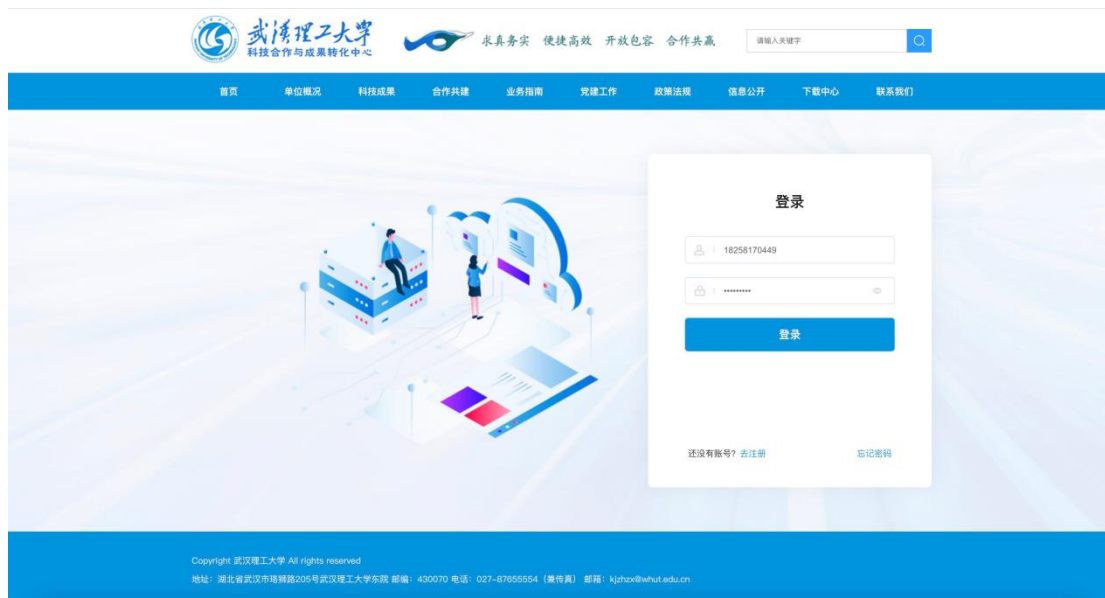 武汉理工大学
科技合作与成果转化中心
求真务实 便捷高效 开放包容 合作共赢
请输入关键字
首页 单位概况 科技成果 合作共建 业务指南 党建工作 政策法规 信息公开 下载中心 联系我们
登录
18258170449
•••••••••
登录
还没有账号？去注册 忘记密码
Copyright 武汉理工大学 All rights reserved
地址：湖北省武汉市珞狮路205号武汉理工大学东院 邮编：430070 电话：027-87655554（兼传真） 邮箱：kjzhzx@whut.edu.cn